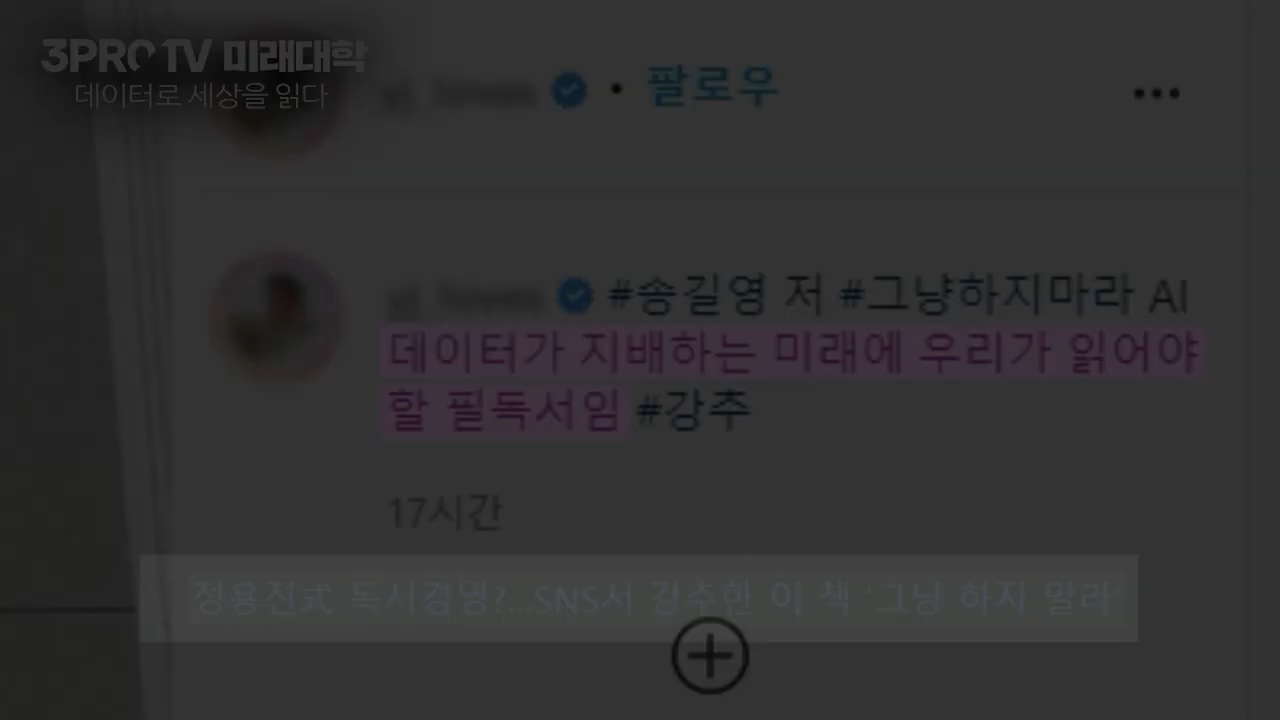 3PRO TV 미래대학
데이터로 세상을 읽다
• 팔로우
#송길영 저 #그냥하지마라 AI
데이터가 지배하는 미래에 우리가 읽어야
할 필독서임 #강추
17시간
정용진式 독서경영?...SNS서 강추한 이 책 '그냥 하지 말라'